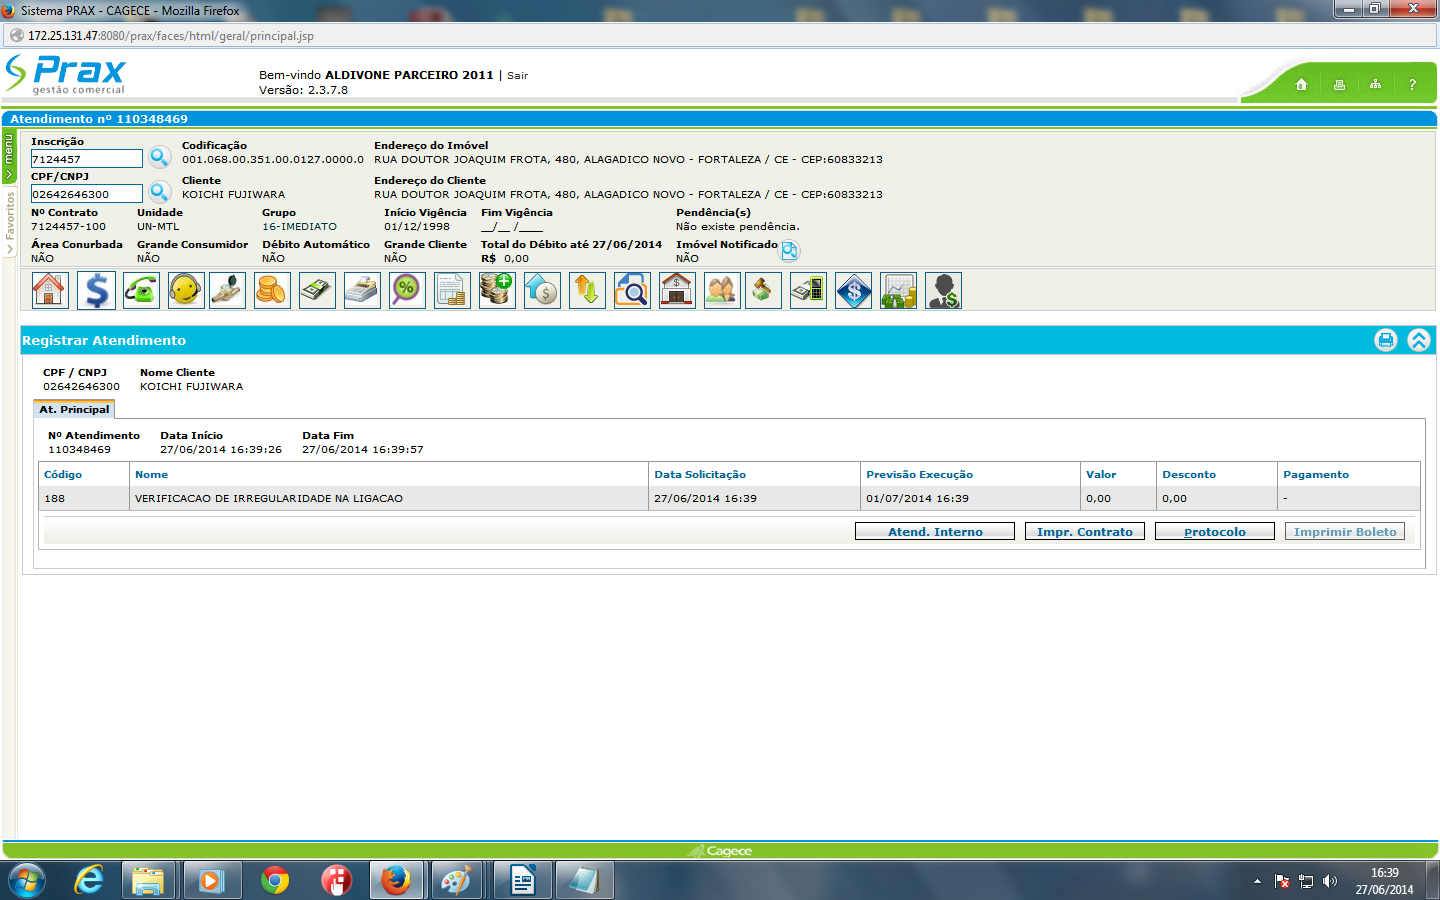 Sistema PRAX - CAGECE - Mozilla Firefox
172.25.131.47:8080/prax/faces/html/geral/principal.jsp
Prax
gestão comercial
Bem-vindo ALDIVONE PARCEIRO 2011 | Sair
Versão: 2.3.7.8
?
Atendimento nº 110348469
menu
Favoritos
Inscrição
7124457
Codificação
001.068.00.351.00.0127.0000.0
Endereço do Imóvel
RUA DOUTOR JOAQUIM FROTA, 480, ALAGADICO NOVO - FORTALEZA / CE - CEP:60833213
CPF/CNPJ
02642646300
Cliente
KOICHI FUJIWARA
Endereço do Cliente
RUA DOUTOR JOAQUIM FROTA, 480, ALAGADICO NOVO - FORTALEZA / CE - CEP:60833213
Nº Contrato Unidade Grupo Início Vigência Fim Vigência Pendência(s)
7124457-100 UN-MTL 16-IMEDIATO 01/12/1998 __/__ /____ Não existe pendência.
Área Conurbada Grande Consumidor Débito Automático Grande Cliente Total do Débito até 27/06/2014 Imóvel Notificado
NÃO NÃO NÃO NÃO R$ 0,00 NÃO
Registrar Atendimento
CPF / CNPJ Nome Cliente
02642646300 KOICHI FUJIWARA
At. Principal
Nº Atendimento Data Início Data Fim
110348469 27/06/2014 16:39:26 27/06/2014 16:39:57
Código Nome Data Solicitação Previsão Execução Valor Desconto Pagamento
188 VERIFICACAO DE IRREGULARIDADE NA LIGACAO 27/06/2014 16:39 01/07/2014 16:39 0,00 0,00 -
Atend. Interno Impr. Contrato Protocolo Imprimir Boleto
Cagece
16:39
27/06/2014